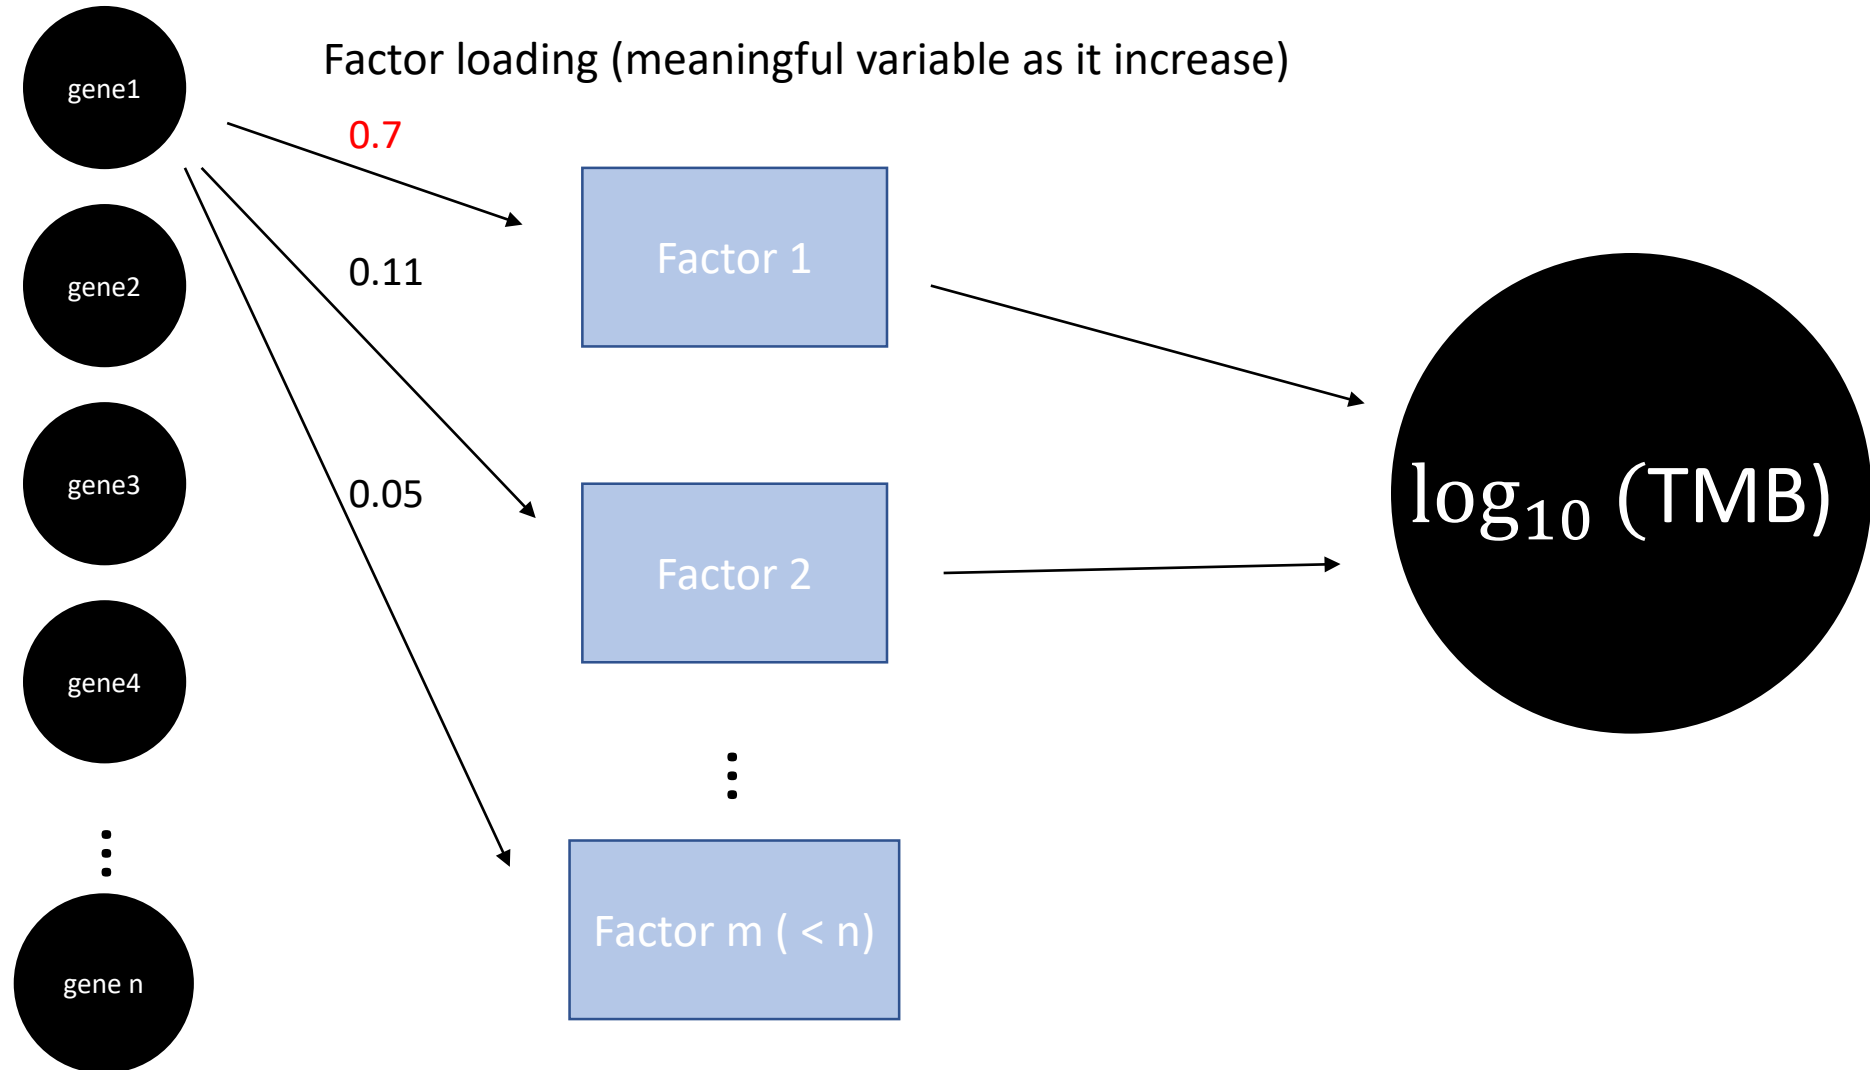 Factor loading (meaningful variable as it increase)
gene1
gene2
gene3
gene4
⋮
gene n
0.7
0.11
0.05
Factor 1
Factor 2
⋮
Factor m ( < n)
log₁₀ (TMB)